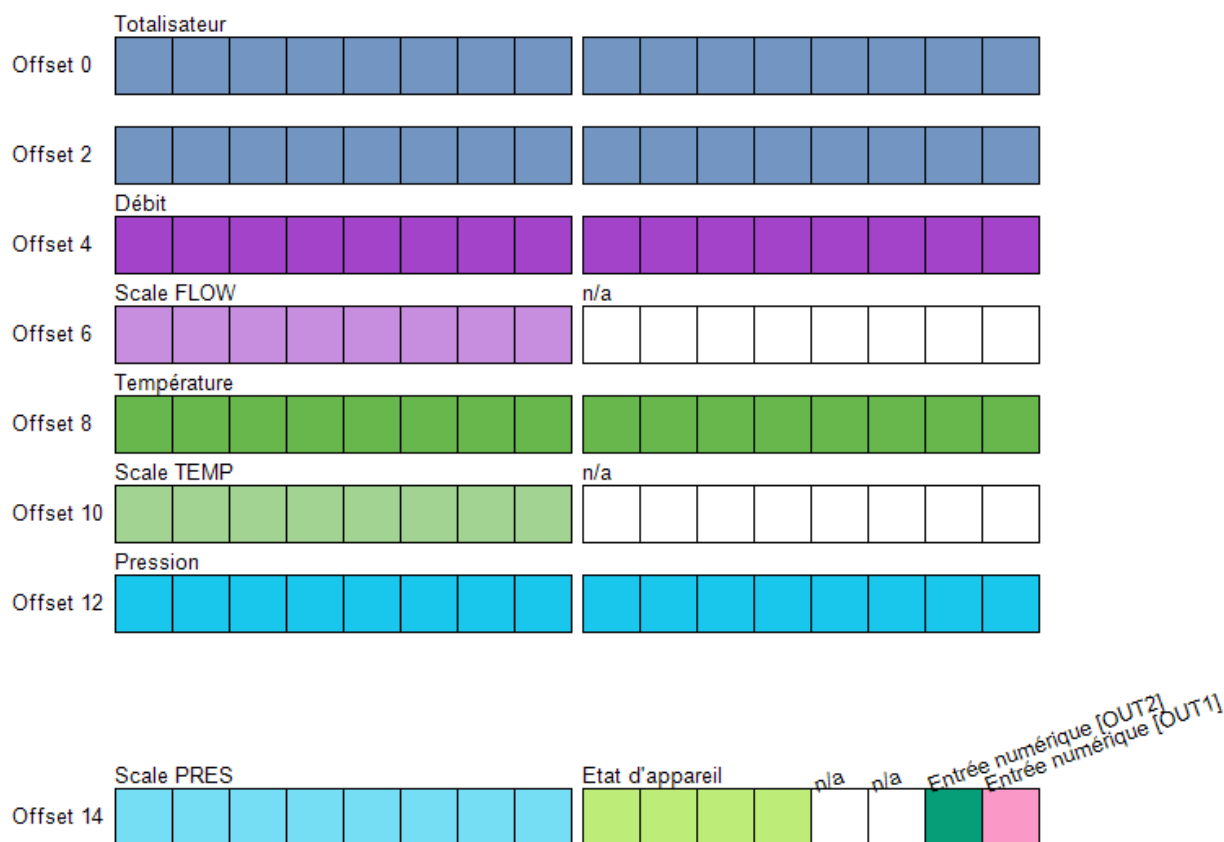 Totalisateur
Offset 0
Offset 2
Débit
Offset 4
Scale FLOW n/a
Offset 6
Température
Offset 8
Scale TEMP n/a
Offset 10
Pression
Offset 12
Scale PRES Etat d'appareil n/a n/a Entrée numérique [OUT2] Entrée numérique [OUT1]
Offset 14